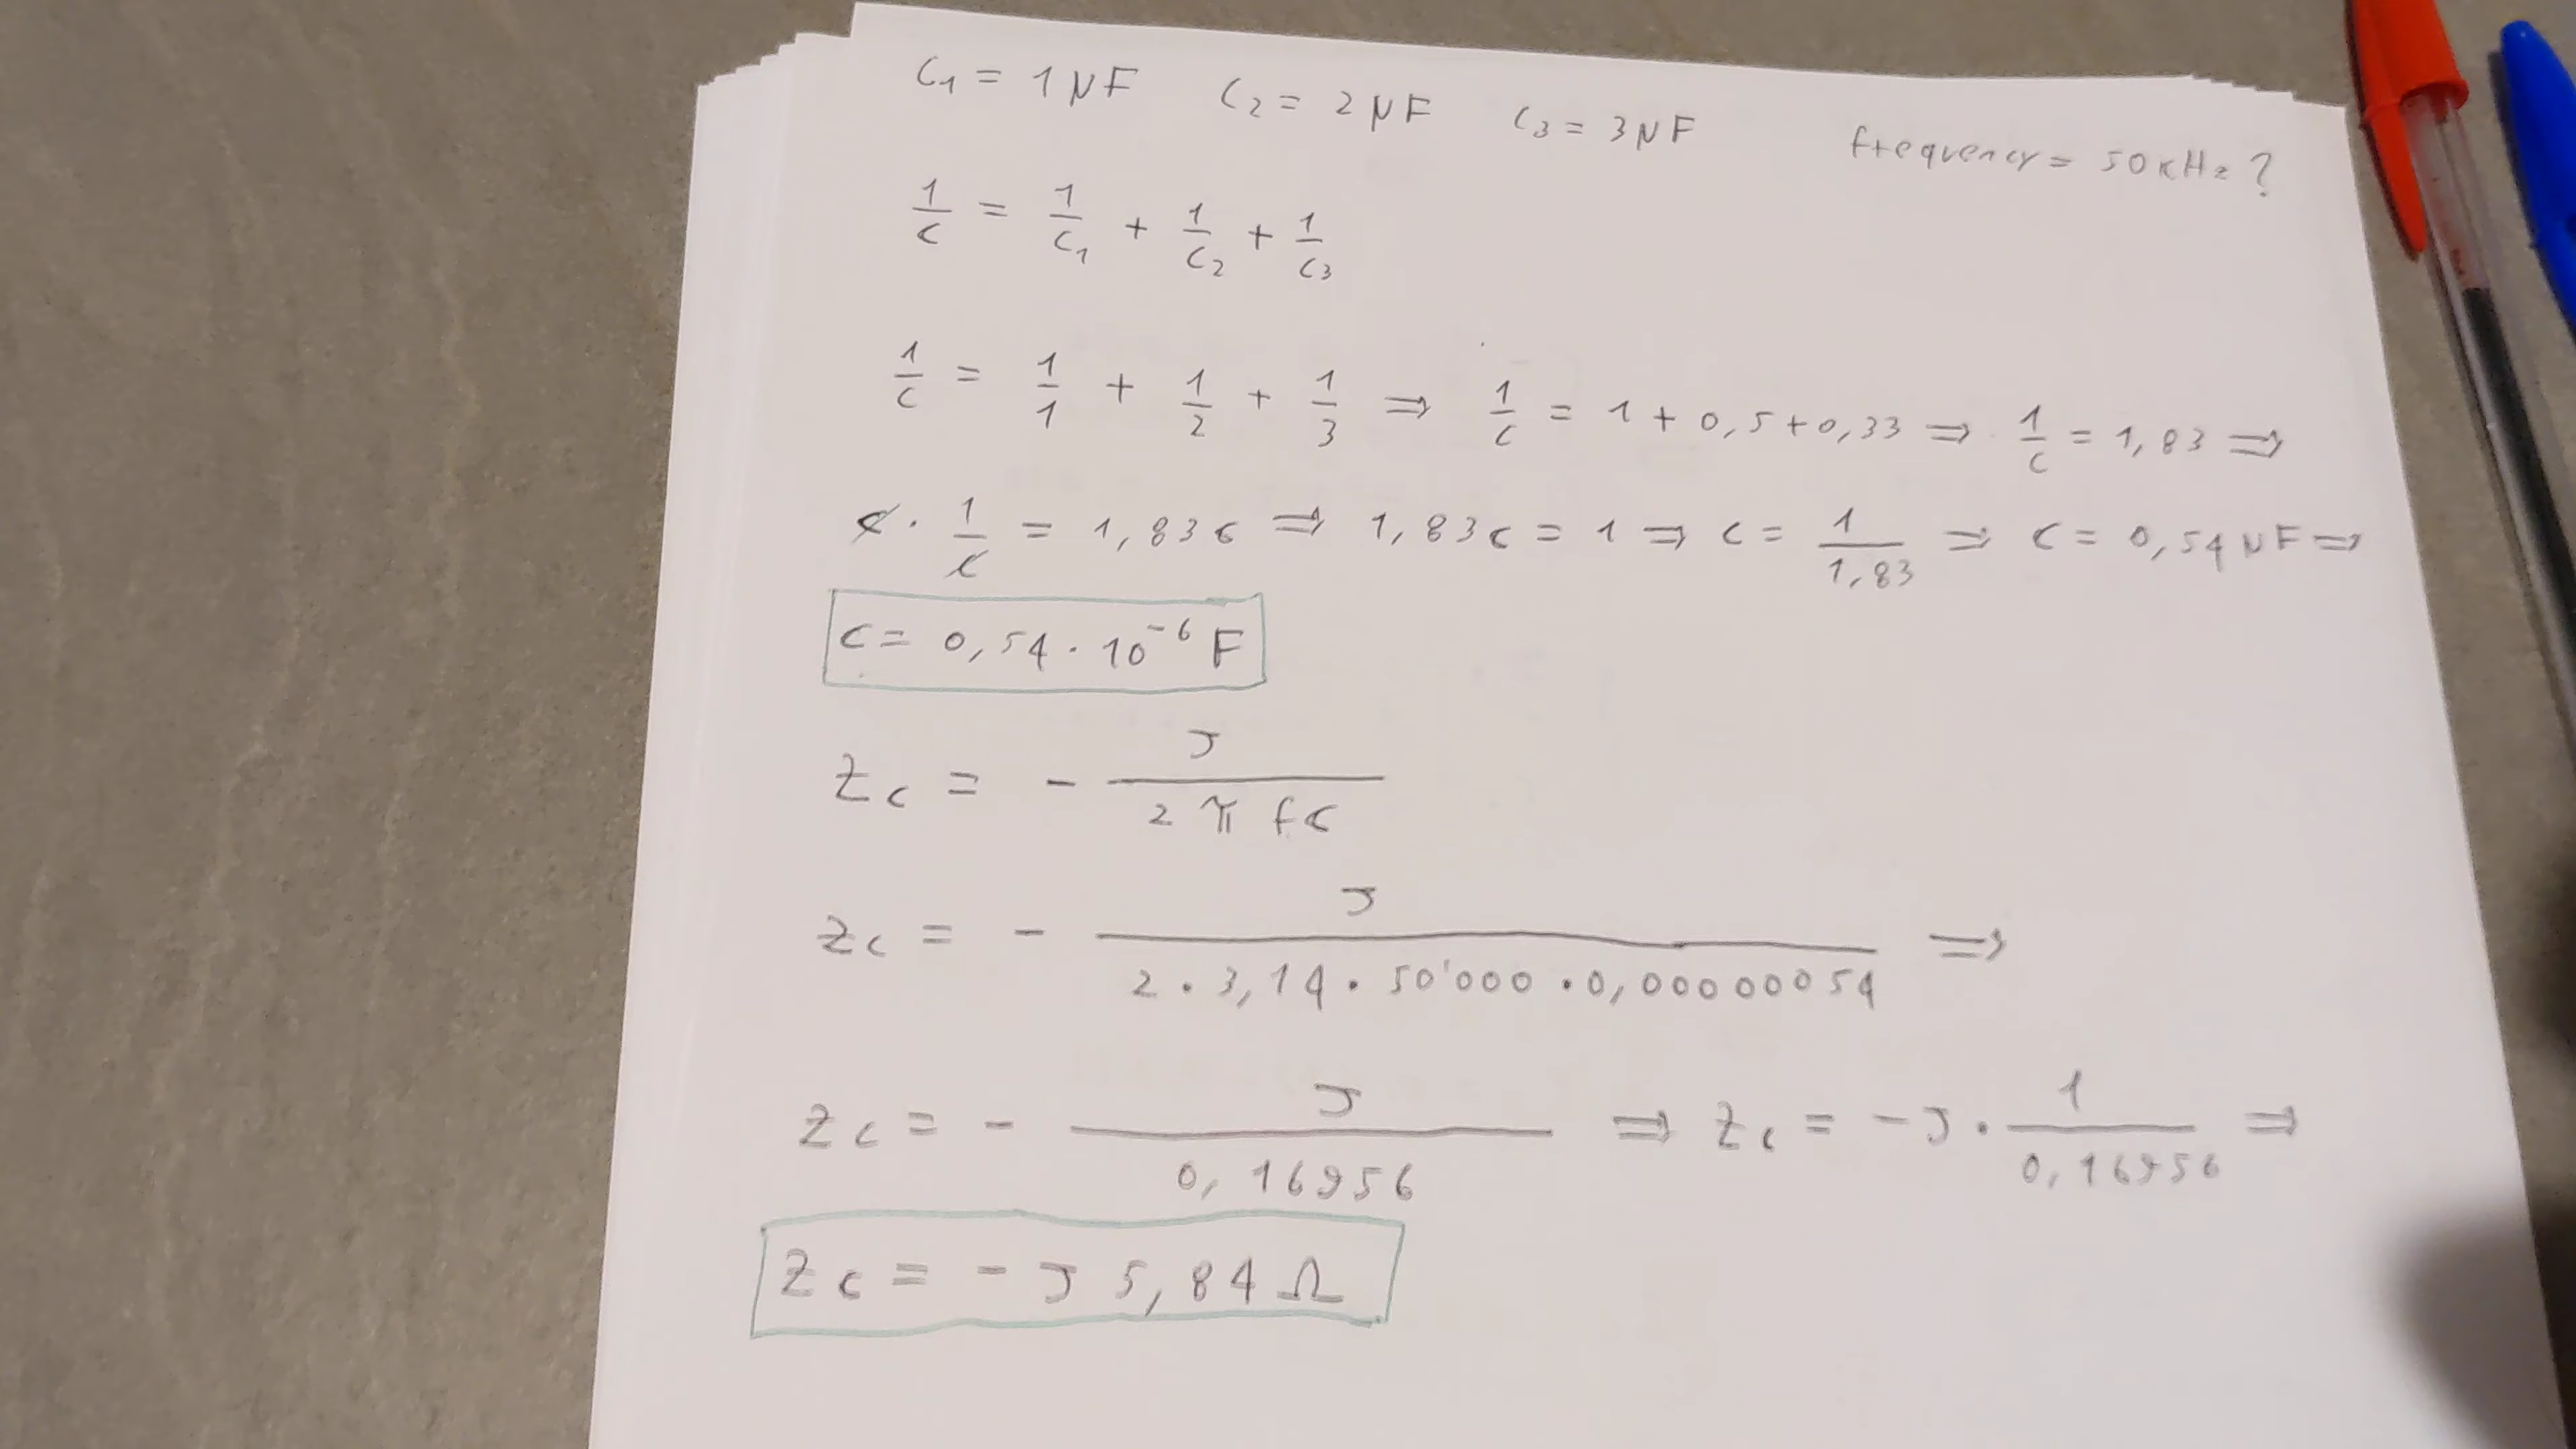 C₁ = 1 µF C₂ = 2 µF C₃ = 3 µF frequency = 50 kHz ?
1/C = 1/C₁ + 1/C₂ + 1/C₃
1/C = 1/1 + 1/2 + 1/3 ⇒ 1/C = 1 + 0,5 + 0,33 ⇒ 1/C = 1,83 ⇒
C · 1/C = 1,83C ⇒ 1,83C = 1 ⇒ C = 1/1,83 ⇒ C = 0,54 µF ⇒
C = 0,54 · 10⁻⁶ F
Zc = - J/(2 π f C)
Zc = - J/(2 · 3,14 · 50'000 · 0,00000054) ⇒
Zc = - J/0,16956 ⇒ Zc = - J · 1/0,16956 ⇒
Zc = - J 5,84 Ω